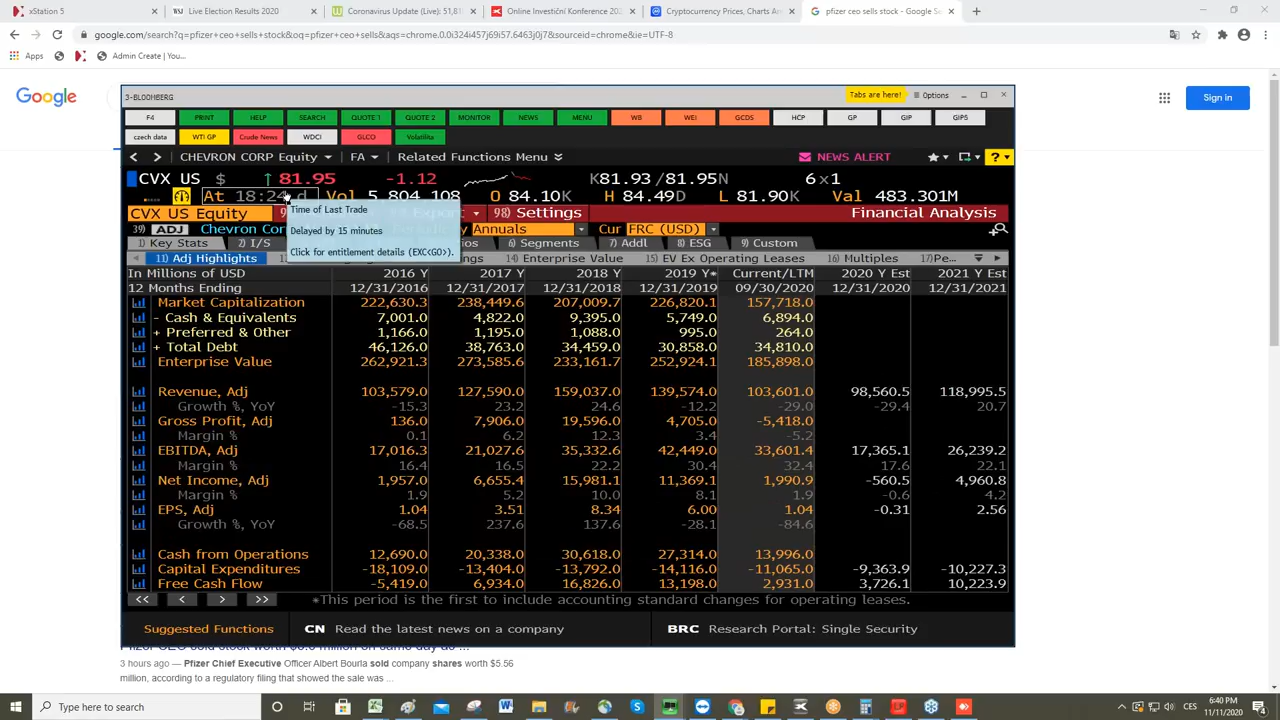 xStation 5
Live Election Results 2020
Coronavirus Update (Live): 51,81
Online Investiční Konference 202
Cryptocurrency Prices, Charts An
pfizer ceo sells stock - Google Se
google.com/search?q=pfizer+ceo+sells+stock&oq=pfizer+ceo+sells&aqs=chrome.0.0i324i457j69i57.6463j0j7&sourceid=chrome&ie=UTF-8
Apps
Admin Create | You...
Google
Sign in
3-BLOOMBERG
Tabs are here!
Options
F4 PRINT HELP SEARCH QUOTE 1 QUOTE 2 MONITOR NEWS MENU WB WEI GCDS HCP GP GIP GIPS
czech data WTI GP Crude News WDCI GLCO Volatilita
CHEVRON CORP Equity FA Related Functions Menu NEWS ALERT
CVX US $ ↑ 81.95 -1.12 K81.93 /81.95N 6 x 1
At 18:24 d Vol 5,804,108 O 84.10K H 84.49D L 81.90K Val 483.301M
Time of Last Trade
Delayed by 15 minutes
Click for entitlement details (EXC<GO>).
CVX US Equity 98) Settings Financial Analysis
39) ADJ Chevron Cor Annuals Cur FRC (USD)
1) Key Stats 2) I/S 6) Segments 7) Addl 8) ESG 9) Custom
11) Adj Highlights 14) Enterprise Value 15) EV Ex Operating Leases 16) Multiples 17) Pe...
In Millions of USD 2016 Y 2017 Y 2018 Y 2019 Y* Current/LTM 2020 Y Est 2021 Y Est
12 Months Ending 12/31/2016 12/31/2017 12/31/2018 12/31/2019 09/30/2020 12/31/2020 12/31/2021
Market Capitalization 222,630.3 238,449.6 207,009.7 226,820.1 157,718.0
- Cash & Equivalents 7,001.0 4,822.0 9,395.0 5,749.0 6,894.0
+ Preferred & Other 1,166.0 1,195.0 1,088.0 995.0 264.0
+ Total Debt 46,126.0 38,763.0 34,459.0 30,858.0 34,810.0
Enterprise Value 262,921.3 273,585.6 233,161.7 252,924.1 185,898.0
Revenue, Adj 103,579.0 127,590.0 159,037.0 139,574.0 103,601.0 98,560.5 118,995.5
Growth %, YoY -15.3 23.2 24.6 -12.2 -29.0 -29.4 20.7
Gross Profit, Adj 136.0 7,906.0 19,596.0 4,705.0 -5,418.0
Margin % 0.1 6.2 12.3 3.4 -5.2
EBITDA, Adj 17,016.3 21,027.6 35,332.6 42,449.0 33,601.4 17,365.1 26,239.2
Margin % 16.4 16.5 22.2 30.4 32.4 17.6 22.1
Net Income, Adj 1,957.0 6,655.4 15,981.1 11,369.1 1,990.9 -560.5 4,960.8
Margin % 1.9 5.2 10.0 8.1 1.9 -0.6 4.2
EPS, Adj 1.04 3.51 8.34 6.00 1.04 -0.31 2.56
Growth %, YoY -68.5 237.6 137.6 -28.1 -84.6
Cash from Operations 12,690.0 20,338.0 30,618.0 27,314.0 13,996.0
Capital Expenditures -18,109.0 -13,404.0 -13,792.0 -14,116.0 -11,065.0 -9,363.9 -10,227.3
Free Cash Flow -5,419.0 6,934.0 16,826.0 13,198.0 2,931.0 3,726.1 10,223.9
<< < > >> *This period is the first to include accounting standard changes for operating leases.
Suggested Functions CN Read the latest news on a company BRC Research Portal: Single Security
3 hours ago — Pfizer Chief Executive Officer Albert Bourla sold company shares worth $5.56
million, according to a regulatory filing that showed the sale was ...
Type here to search
CES
6:40 PM
11/11/2020